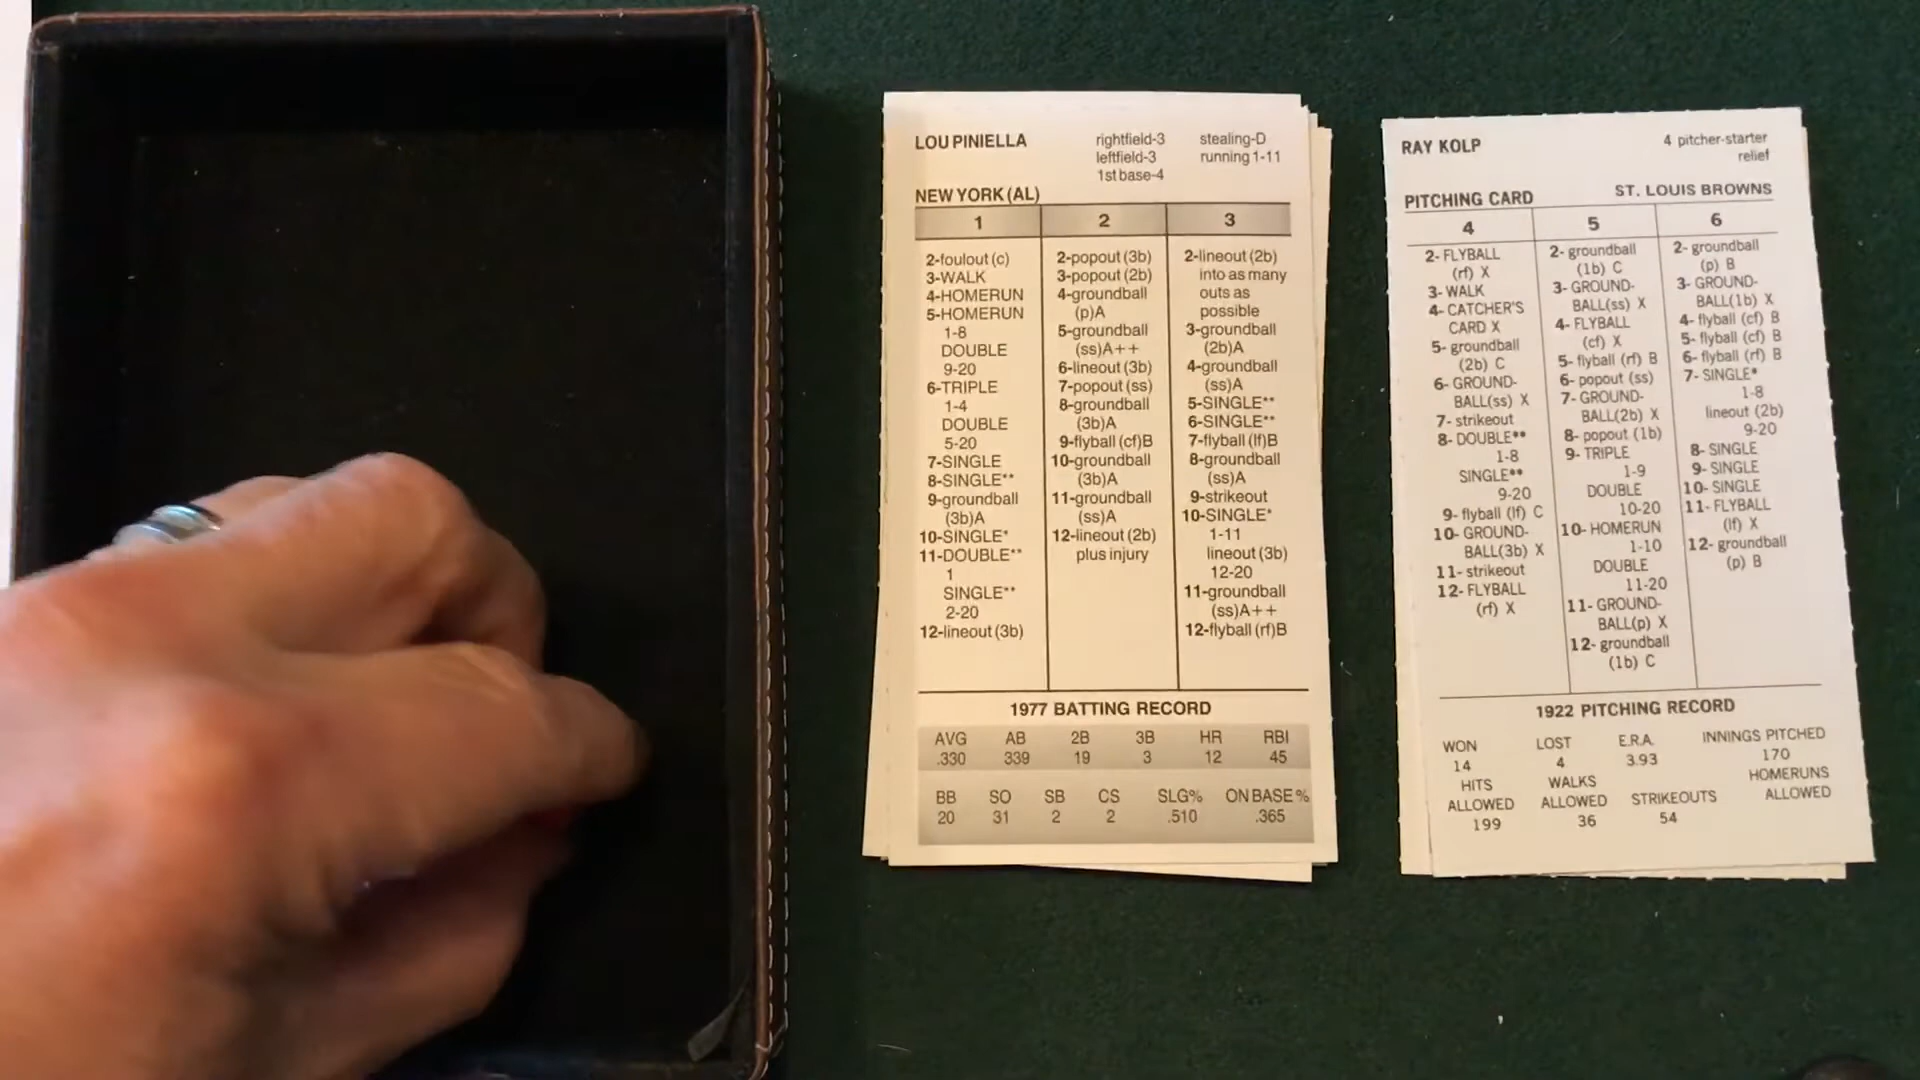 LOU PINIELLA
rightfield-3
leftfield-3
1st base-4
stealing-D
running 1-11
NEW YORK (AL)
1
2-foulout (c)
3-WALK
4-HOMERUN
5-HOMERUN
1-8
DOUBLE
9-20
6-TRIPLE
1-4
DOUBLE
5-20
7-SINGLE
8-SINGLE**
9-groundball
(3b)A
10-SINGLE*
11-DOUBLE**
1
SINGLE**
2-20
12-lineout (3b)
2
2-popout (3b)
3-popout (2b)
4-groundball
(p)A
5-groundball
(ss)A++
6-lineout (3b)
7-popout (ss)
8-groundball
(3b)A
9-flyball (cf)B
10-groundball
(3b)A
11-groundball
(ss)A
12-lineout (2b)
plus injury
3
2-lineout (2b)
into as many
outs as
possible
3-groundball
(2b)A
4-groundball
(ss)A
5-SINGLE**
6-SINGLE**
7-flyball (lf)B
8-groundball
(ss)A
9-strikeout
10-SINGLE*
1-11
lineout (3b)
12-20
11-groundball
(ss)A++
12-flyball (rf)B
1977 BATTING RECORD
AVG AB 2B 3B HR RBI
.330 339 19 3 12 45
BB SO SB CS SLG% ON BASE %
20 31 2 2 .510 .365
RAY KOLP
4 pitcher-starter
relief
PITCHING CARD
ST. LOUIS BROWNS
4
2- FLYBALL
(rf) X
3- WALK
4- CATCHER'S
CARD X
5- groundball
(2b) C
6- GROUND-
BALL(ss) X
7- strikeout
8- DOUBLE**
1-8
SINGLE**
9-20
9- flyball (lf) C
10- GROUND-
BALL(3b) X
11- strikeout
12- FLYBALL
(rf) X
5
2- groundball
(1b) C
3- GROUND-
BALL(ss) X
4- FLYBALL
(cf) X
5- flyball (rf) B
6- popout (ss)
7- GROUND-
BALL(2b) X
8- popout (1b)
9- TRIPLE
1-9
DOUBLE
10-20
10- HOMERUN
1-10
DOUBLE
11-20
11- GROUND-
BALL(p) X
12- groundball
(1b) C
6
2- groundball
(p) B
3- GROUND-
BALL(1b) X
4- flyball (cf) B
5- flyball (cf) B
6- flyball (rf) B
7- SINGLE*
1-8
lineout (2b)
9-20
8- SINGLE
9- SINGLE
10- SINGLE
11- FLYBALL
(lf) X
12- groundball
(p) B
1922 PITCHING RECORD
WON LOST E.R.A. INNINGS PITCHED
14 4 3.93 170
HITS
ALLOWED
199
WALKS
ALLOWED
36
STRIKEOUTS
54
HOMERUNS
ALLOWED